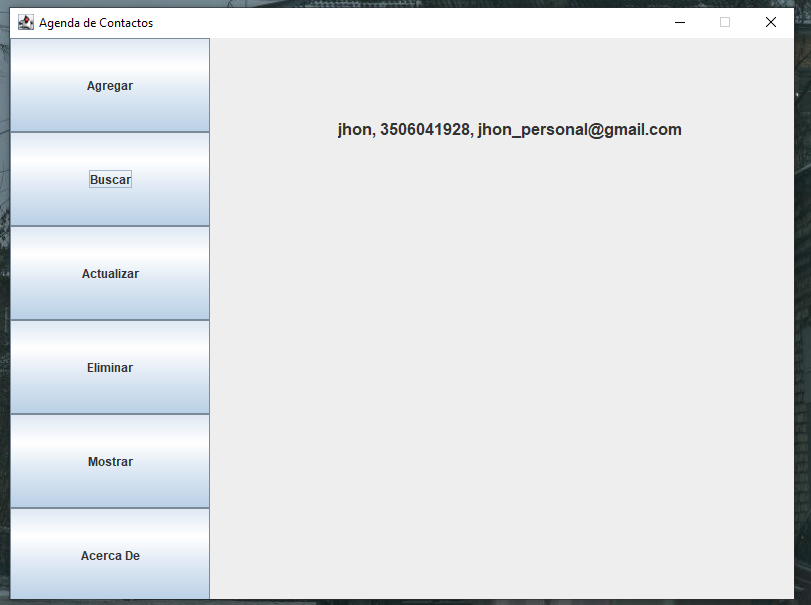 Agenda de Contactos
Agregar
jhon, 3506041928, jhon_personal@gmail.com
Buscar
Actualizar
Eliminar
Mostrar
Acerca De